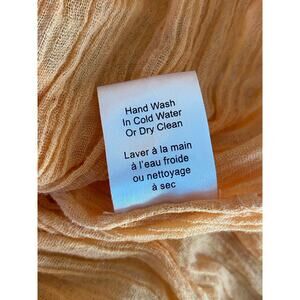 Hand Wash
In Cold Water
Or Dry Clean
Laver à la main
à l'eau froide
ou nettoyage
à sec